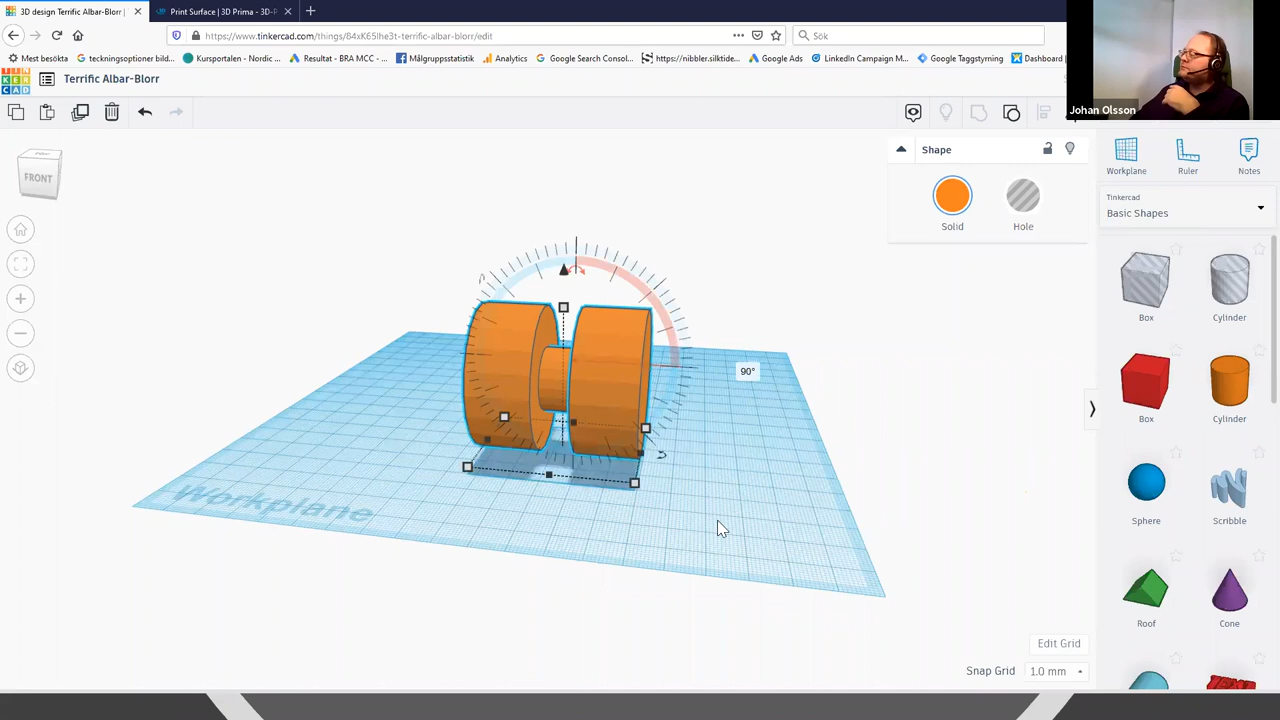 3D design Terrific Albar-Blorr |
Print Surface | 3D Prima - 3D-F
https://www.tinkercad.com/things/84xK65lhe3t-terrific-albar-blorr/edit
Sök
Mest besökta
teckningsoptioner bild...
Kursportalen - Nordic ...
Resultat - BRA MCC - ...
Målgruppsstatistik
Analytics
Google Search Consol...
https://nibbler.silktide...
Google Ads
LinkedIn Campaign M...
Google Taggstyrning
Dashboard
TIN
KER
CAD
Terrific Albar-Blorr
Johan Olsson
FRONT
Shape
Solid
Hole
Workplane
Ruler
Notes
Tinkercad
Basic Shapes
Box
Cylinder
Box
Cylinder
Sphere
Scribble
Roof
Cone
90°
Workplane
Edit Grid
Snap Grid
1.0 mm